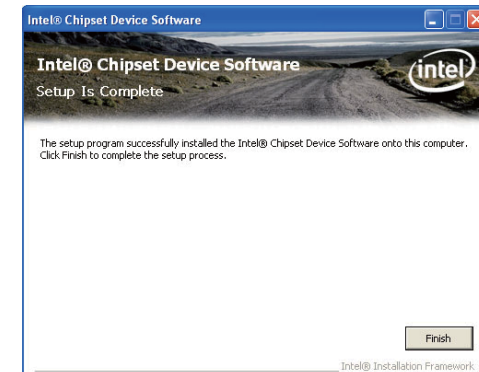 Intel® Chipset Device Software
Intel® Chipset Device Software
intel
Setup Is Complete
The setup program successfully installed the Intel® Chipset Device Software onto this computer.
Click Finish to complete the setup process.
Finish
Intel® Installation Framework